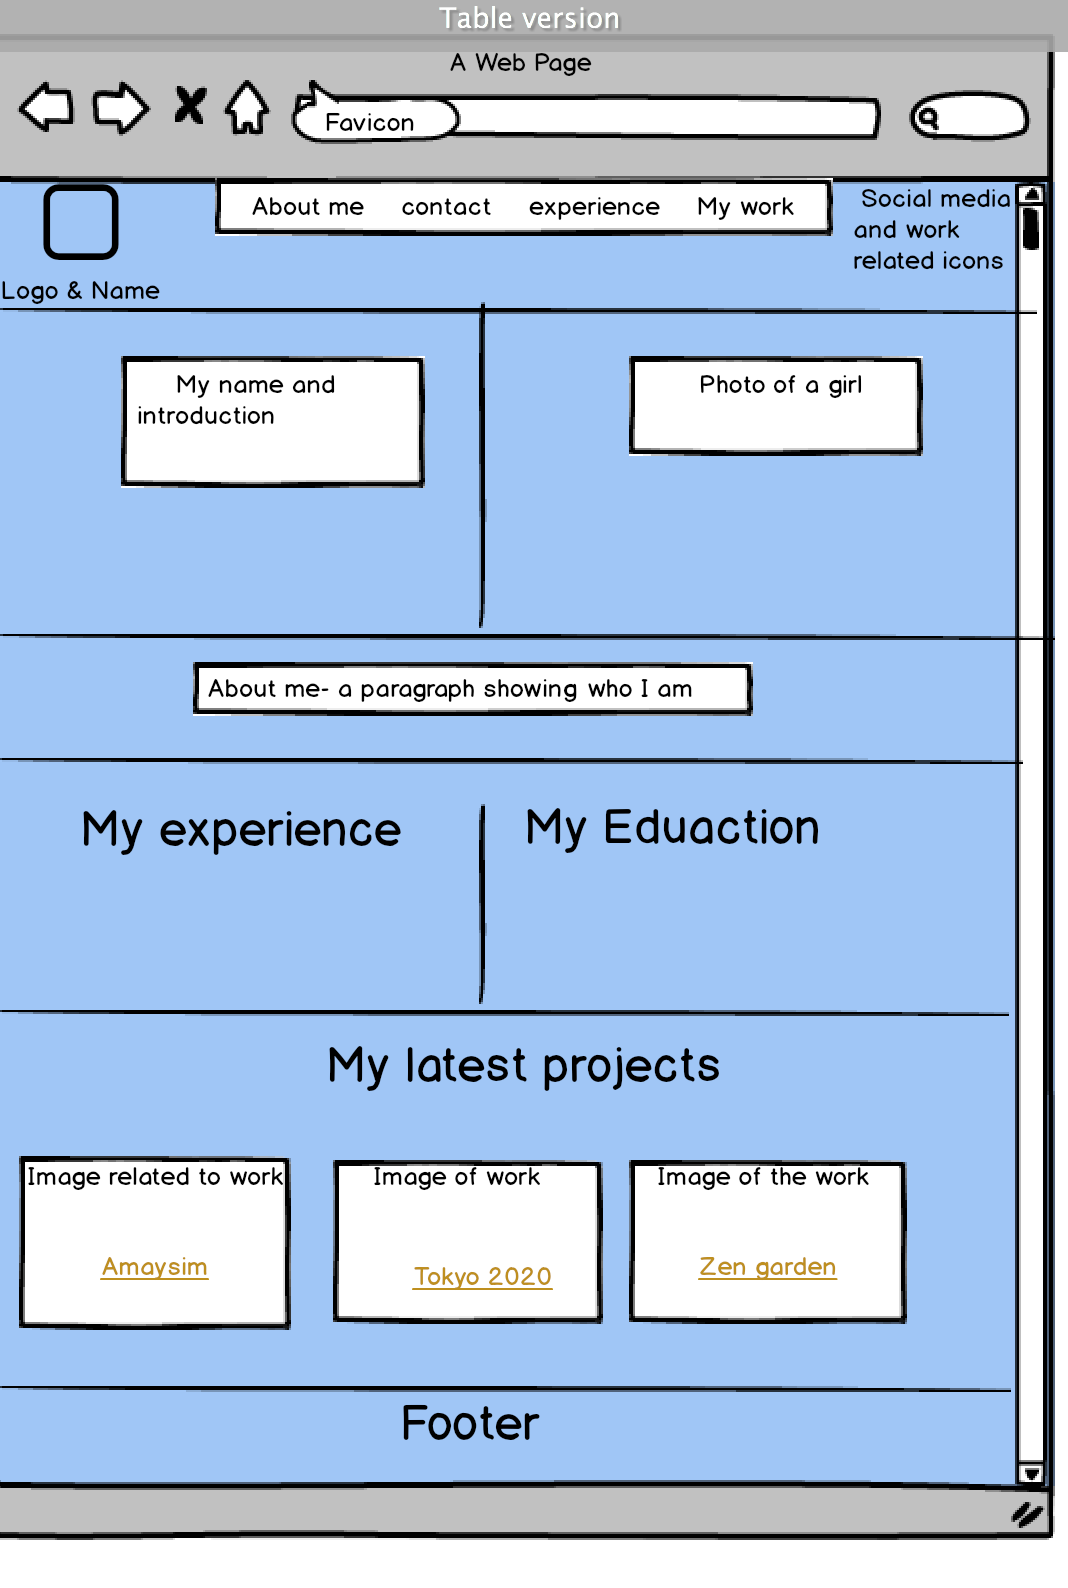 Table version
A Web Page
Favicon
About me contact experience My work
Social media
and work
related icons
Logo & Name
My name and
introduction
Photo of a girl
About me- a paragraph showing who I am
My experience
My Eduaction
My latest projects
Image related to work
Amaysim
Image of work
Tokyo 2020
Image of the work
Zen garden
Footer